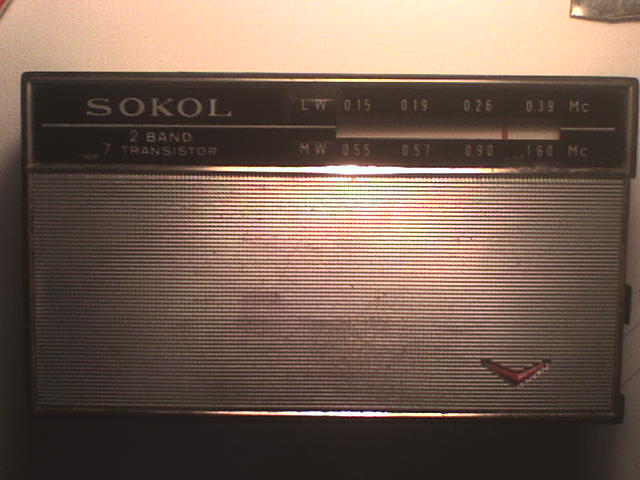 SOKOL
2 BAND
7 TRANSISTOR
LW 0.15 0.19 0.26 0.39 Mc
MW 0.55 0.57 0.90 1.60 Mc